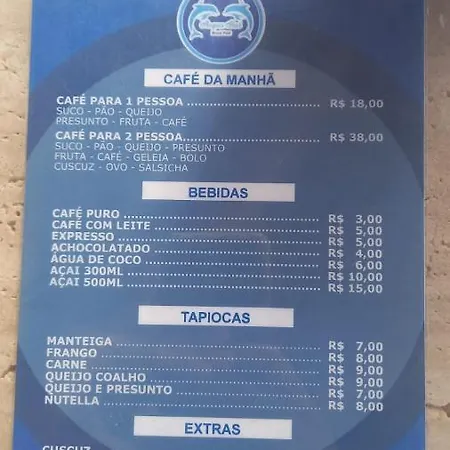 CAFÉ DA MANHÃ
CAFÉ PARA 1 PESSOA R$ 18,00
SUCO - PÃO - QUEIJO
PRESUNTO - FRUTA - CAFÉ
CAFÉ PARA 2 PESSOA R$ 38,00
SUCO - PÃO - QUEIJO - PRESUNTO
FRUTA - CAFÉ - GELEIA - BOLO
CUSCUZ - OVO - SALSICHA
BEBIDAS
CAFÉ PURO R$ 3,00
CAFÉ COM LEITE R$ 5,00
EXPRESSO R$ 5,00
ACHOCOLATADO R$ 4,00
ÁGUA DE COCO R$ 6,00
AÇAI 300ML R$ 10,00
AÇAI 500ML R$ 15,00
TAPIOCAS
MANTEIGA R$ 7,00
FRANGO R$ 8,00
CARNE R$ 9,00
QUEIJO COALHO R$ 9,00
QUEIJO E PRESUNTO R$ 7,00
NUTELLA R$ 8,00
EXTRAS
CUSCUZ